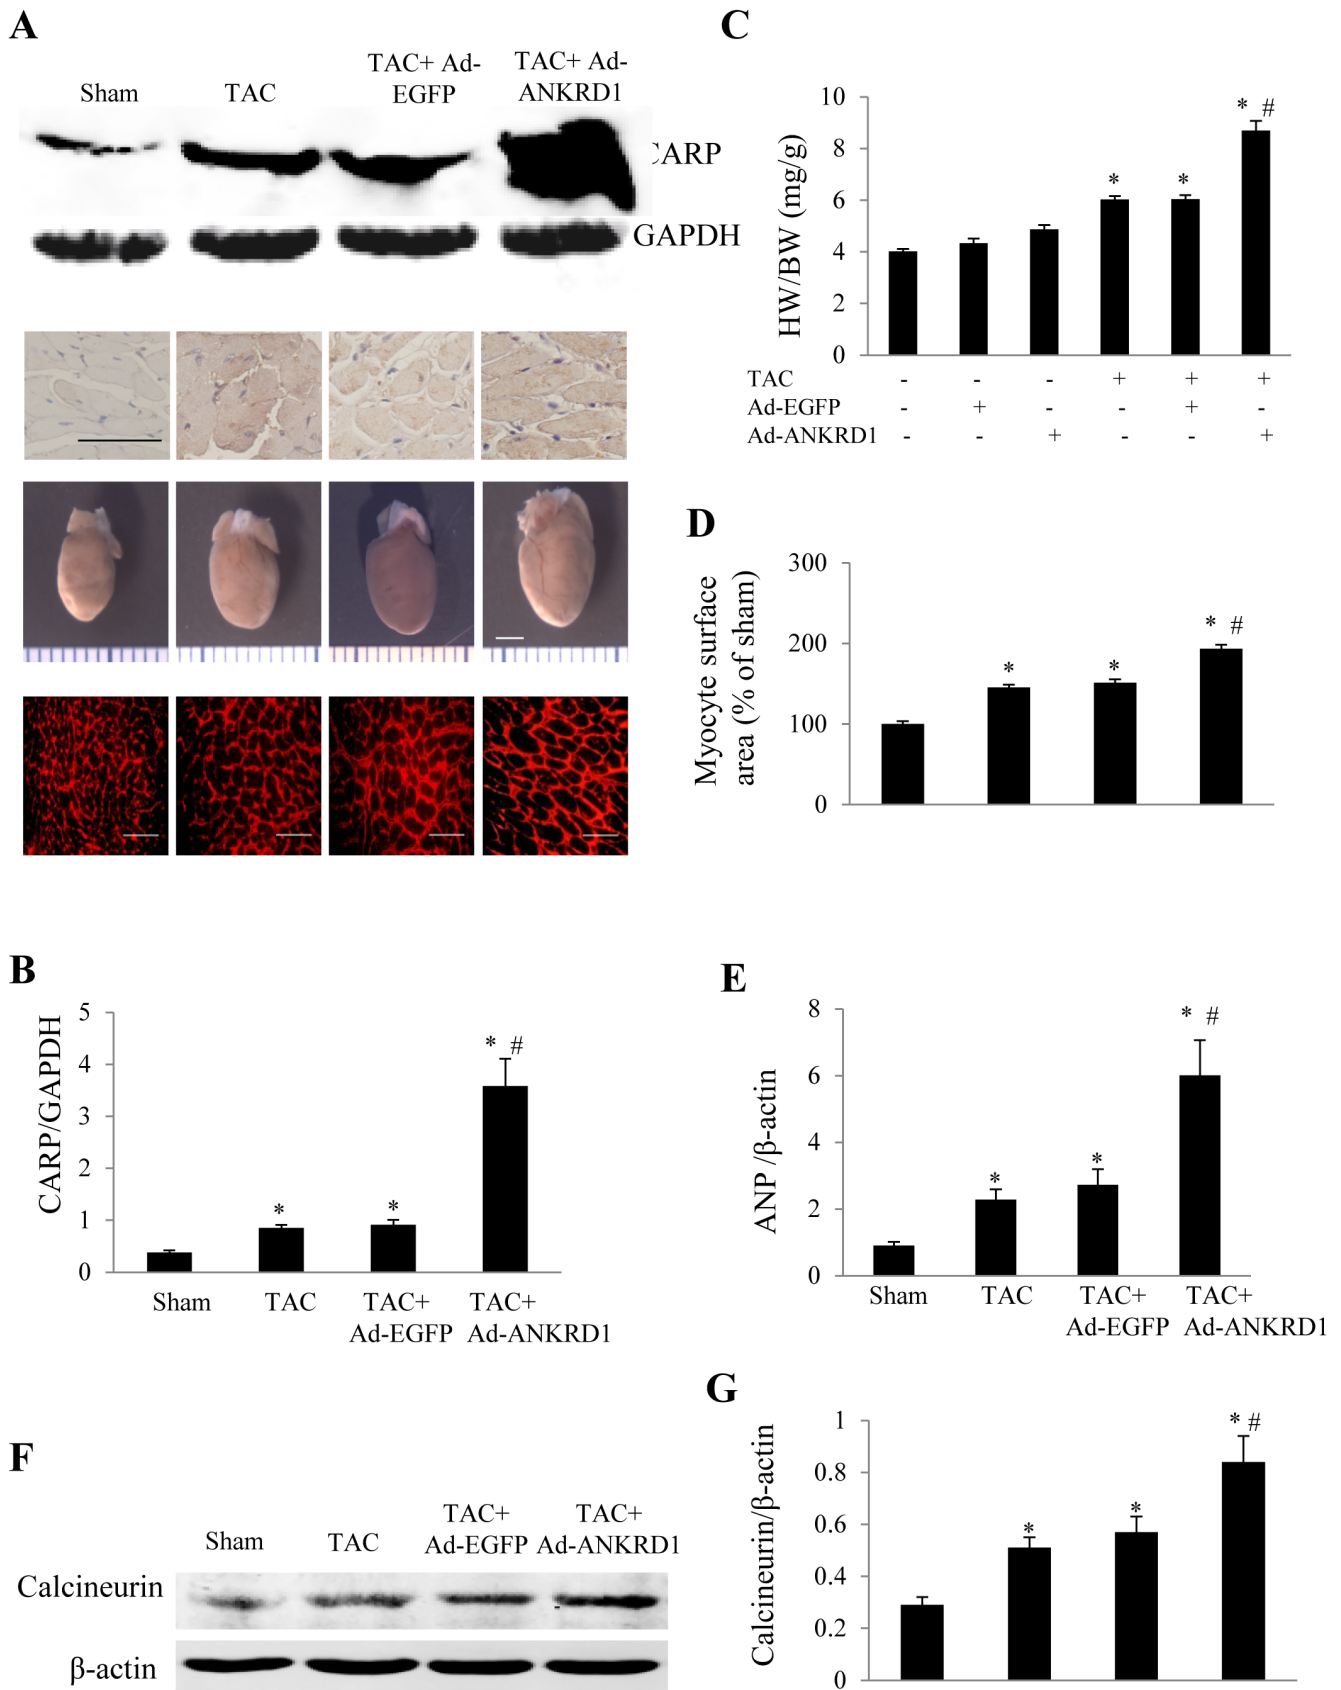 A
Sham
TAC
TAC+ Ad-
EGFP
TAC+ Ad-
ANKRD1
CARP
GAPDH
B
CARP/GAPDH
5
4
3
2
1
0
* 
*
* #
Sham
TAC
TAC+
Ad-EGFP
TAC+
Ad-ANKRD1
C
HW/BW (mg/g)
10
8
6
4
2
0
*
*
* #
TAC - - - + + +
Ad-EGFP - + - - + -
Ad-ANKRD1 - - + - - +
D
Myocyte surface
area (% of sham)
300
200
100
0
*
*
* #
E
ANP /β-actin
8
6
4
2
0
*
*
* #
Sham
TAC
TAC+
Ad-EGFP
TAC+
Ad-ANKRD1
F
Sham
TAC
TAC+
Ad-EGFP
TAC+
Ad-ANKRD1
Calcineurin
β-actin
G
Calcineurin/β-actin
1
0.8
0.6
0.4
0.2
0
*
*
* #